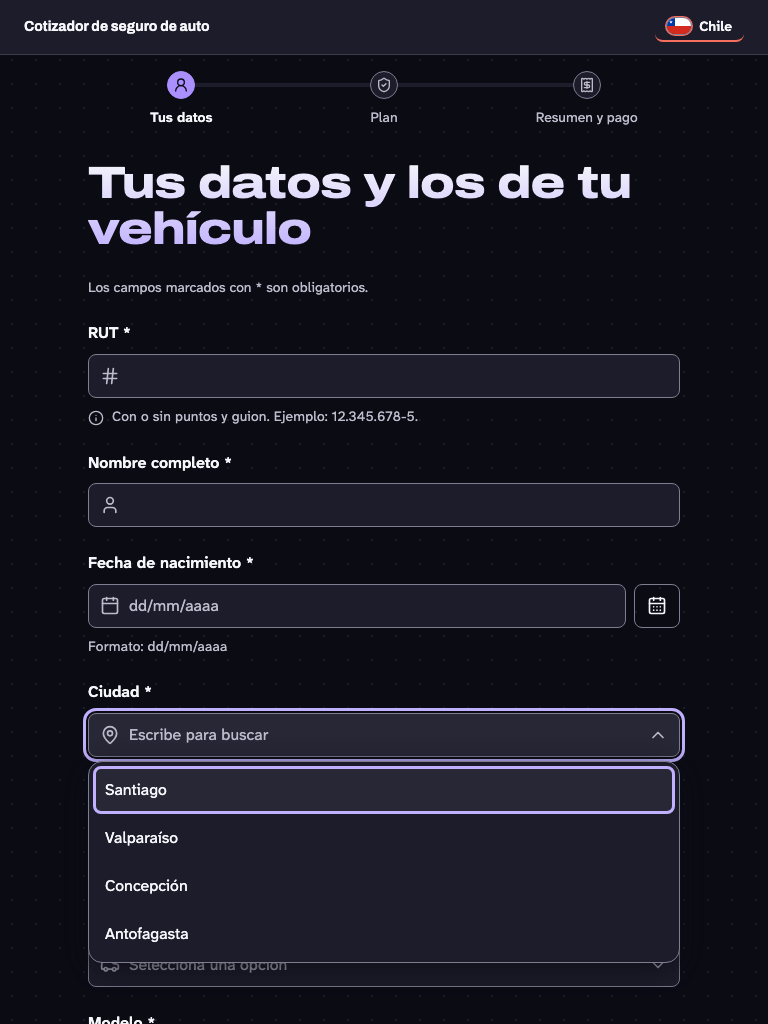 Cotizador de seguro de auto
Chile
Tus datos
Plan
Resumen y pago
Tus datos y los de tu
vehículo
Los campos marcados con * son obligatorios.
RUT *
Con o sin puntos y guion. Ejemplo: 12.345.678-5.
Nombre completo *
Fecha de nacimiento *
dd/mm/aaaa
Formato: dd/mm/aaaa
Ciudad *
Escribe para buscar
Santiago
Valparaíso
Concepción
Antofagasta
Selecciona una opción
Modelo *